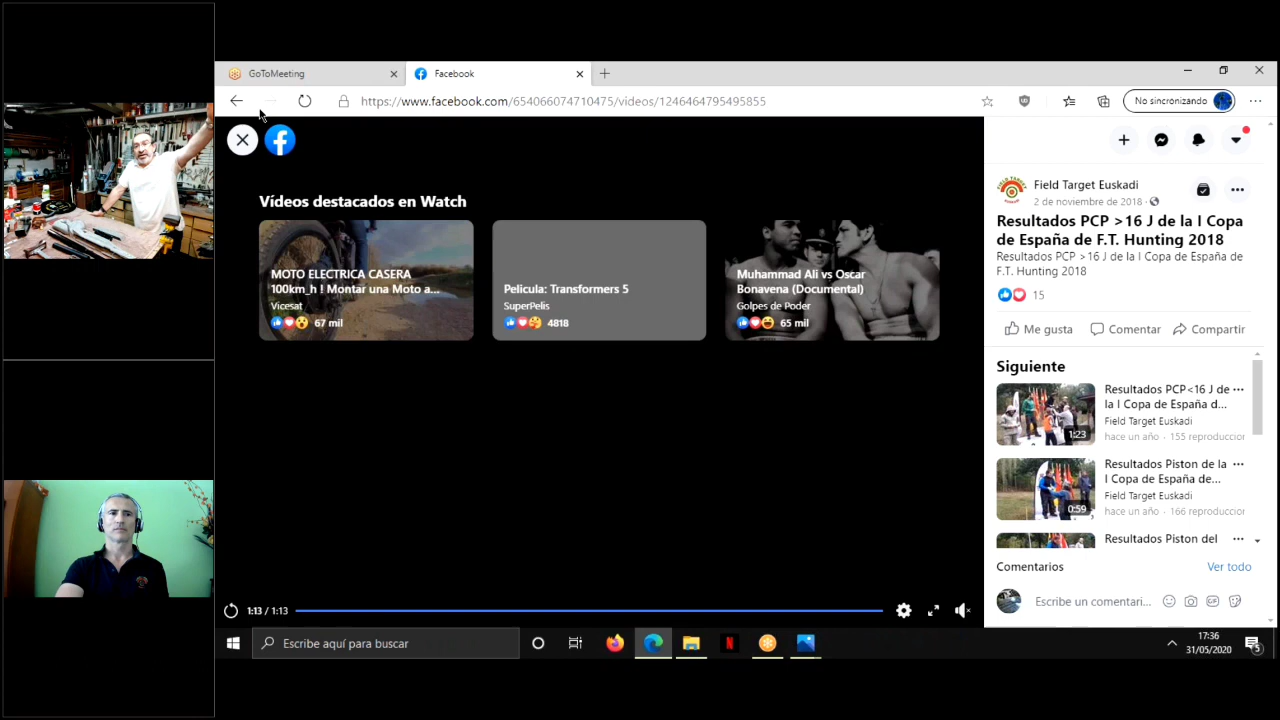 GoToMeeting
Facebook
https://www.facebook.com/654066074710475/videos/1246464795495855
No sincronizando
Vídeos destacados en Watch
MOTO ELECTRICA CASERA
100km_h ! Montar una Moto a...
Vicesat
67 mil
Pelicula: Transformers 5
SuperPelis
4818
Muhammad Ali vs Oscar
Bonavena (Documental)
Golpes de Poder
65 mil
1:13 / 1:13
Field Target Euskadi
2 de noviembre de 2018 ·
Resultados PCP >16 J de la I Copa
de España de F.T. Hunting 2018
Resultados PCP >16 J de la I Copa de España de
F.T. Hunting 2018
15
Me gusta
Comentar
Compartir
Siguiente
1:23
Resultados PCP<16 J de
la I Copa de España d...
Field Target Euskadi
hace un año · 155 reproduccior
0:59
Resultados Piston de la
I Copa de España de...
Field Target Euskadi
hace un año · 166 reproduccior
Resultados Piston del
Comentarios
Ver todo
Escribe un comentari...
GIF
Escribe aquí para buscar
N
17:36
31/05/2020
5